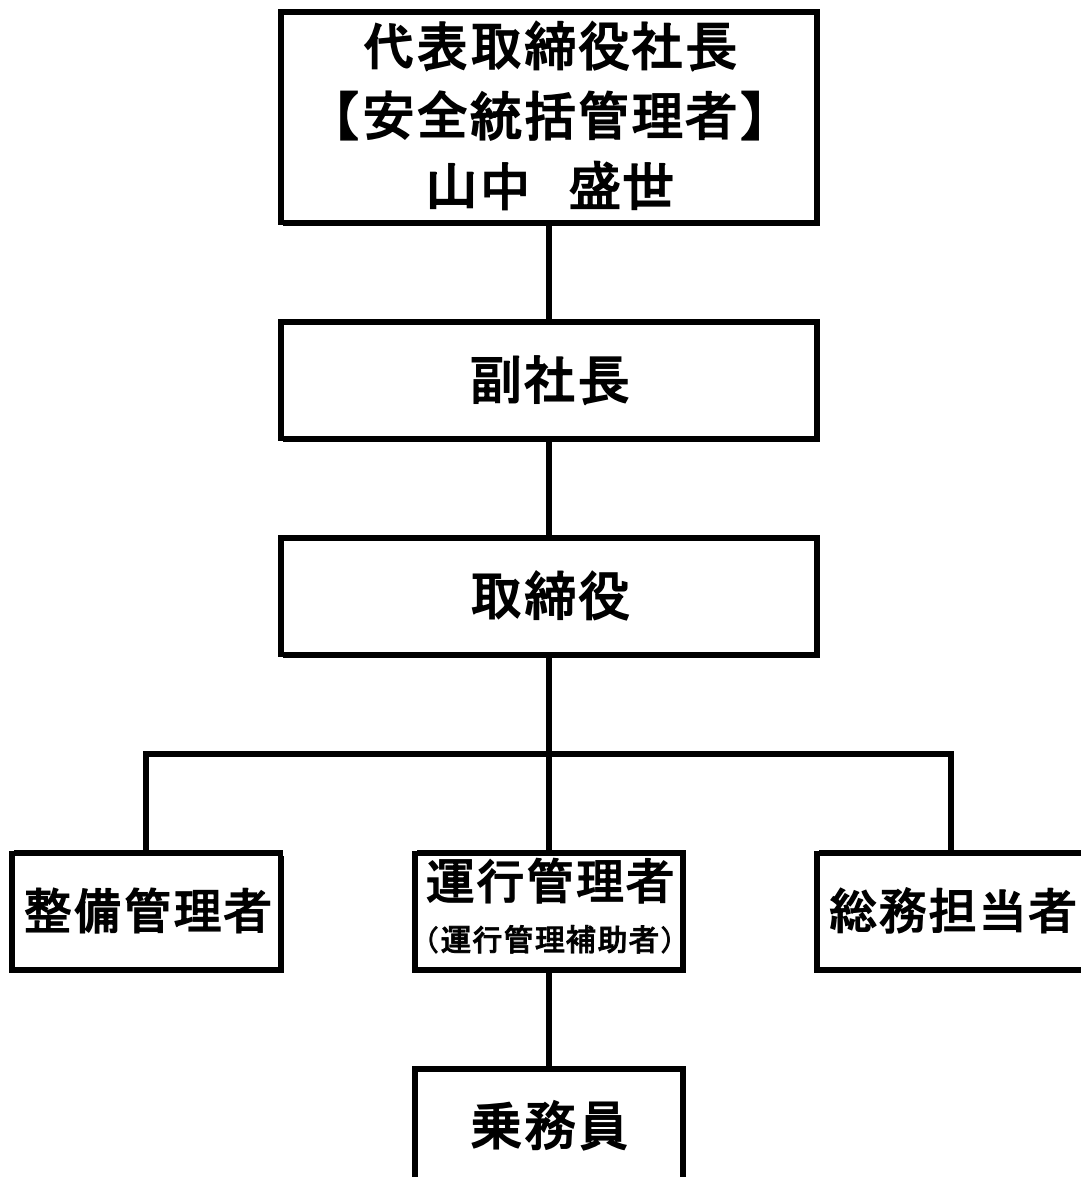 代表取締役社長
【安全統括管理者】
山中　盛世
副社長
取締役
整備管理者
運行管理者
（運行管理補助者）
総務担当者
乗務員